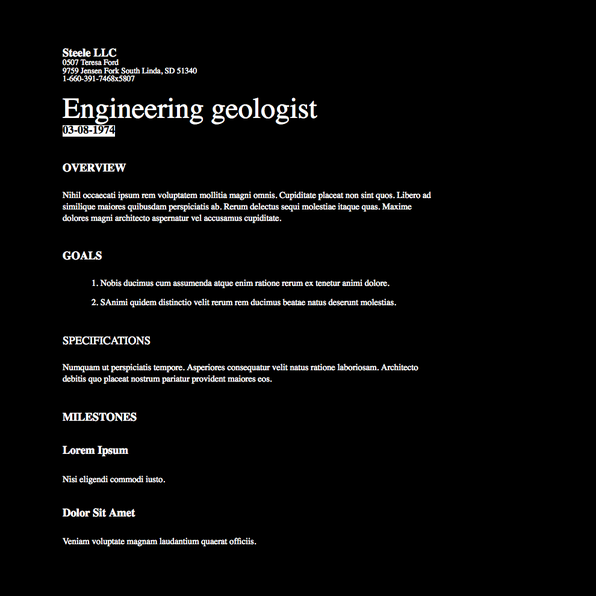 Steele LLC
0507 Teresa Ford
9759 Jensen Fork South Linda, SD 51340
1-660-391-7468x5807
Engineering geologist
03-08-1974
OVERVIEW
Nihil occaecati ipsum rem voluptatem mollitia magni omnis. Cupiditate placeat non sint quos. Libero ad
similique maiores quibusdam perspiciatis ab. Rerum delectus sequi molestiae itaque quas. Maxime
dolores magni architecto aspernatur vel accusamus cupiditate.
GOALS
1. Nobis ducimus cum assumenda atque enim ratione rerum ex tenetur animi dolore.
2. SAnimi quidem distinctio velit rerum rem ducimus beatae natus deserunt molestias.
SPECIFICATIONS
Numquam ut perspiciatis tempore. Asperiores consequatur velit natus ratione laboriosam. Architecto
debitis quo placeat nostrum pariatur provident maiores eos.
MILESTONES
Lorem Ipsum
Nisi eligendi commodi iusto.
Dolor Sit Amet
Veniam voluptate magnam laudantium quaerat officiis.